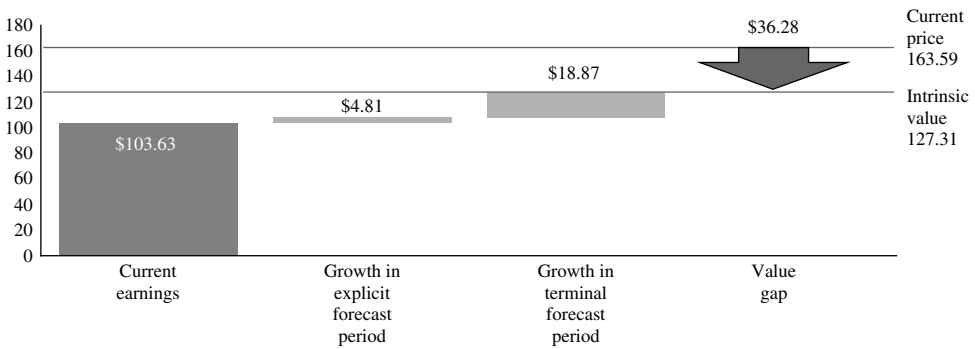 180
160
140
120
100
80
60
40
20
0
$103.63
$4.81
$18.87
$36.28
Current
price
163.59
Intrinsic
value
127.31
Current
earnings
Growth in
explicit
forecast
period
Growth in
terminal
forecast
period
Value
gap